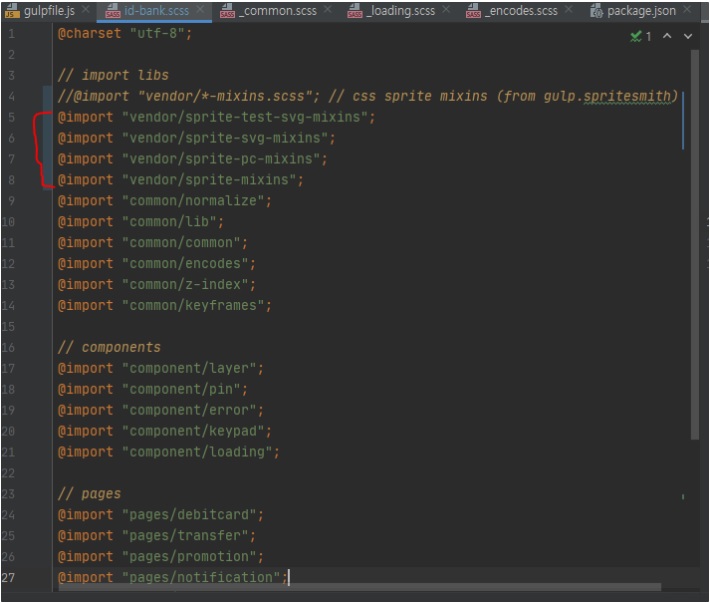 gulpfile.js × id-bank.scss × _common.scss × _loading.scss × _encodes.scss × package.json ×
1 @charset "utf-8"; 1
2
3 // import libs
4 //@import "vendor/*-mixins.scss"; // css sprite mixins (from gulp.spritesmith)
5 @import "vendor/sprite-test-svg-mixins";
6 @import "vendor/sprite-svg-mixins";
7 @import "vendor/sprite-pc-mixins";
8 @import "vendor/sprite-mixins";
9 @import "common/normalize";
10 @import "common/lib";
11 @import "common/common";
12 @import "common/encodes";
13 @import "common/z-index";
14 @import "common/keyframes";
15
16 // components
17 @import "component/layer";
18 @import "component/pin";
19 @import "component/error";
20 @import "component/keypad";
21 @import "component/loading";
22
23 // pages
24 @import "pages/debitcard";
25 @import "pages/transfer";
26 @import "pages/promotion";
27 @import "pages/notification";